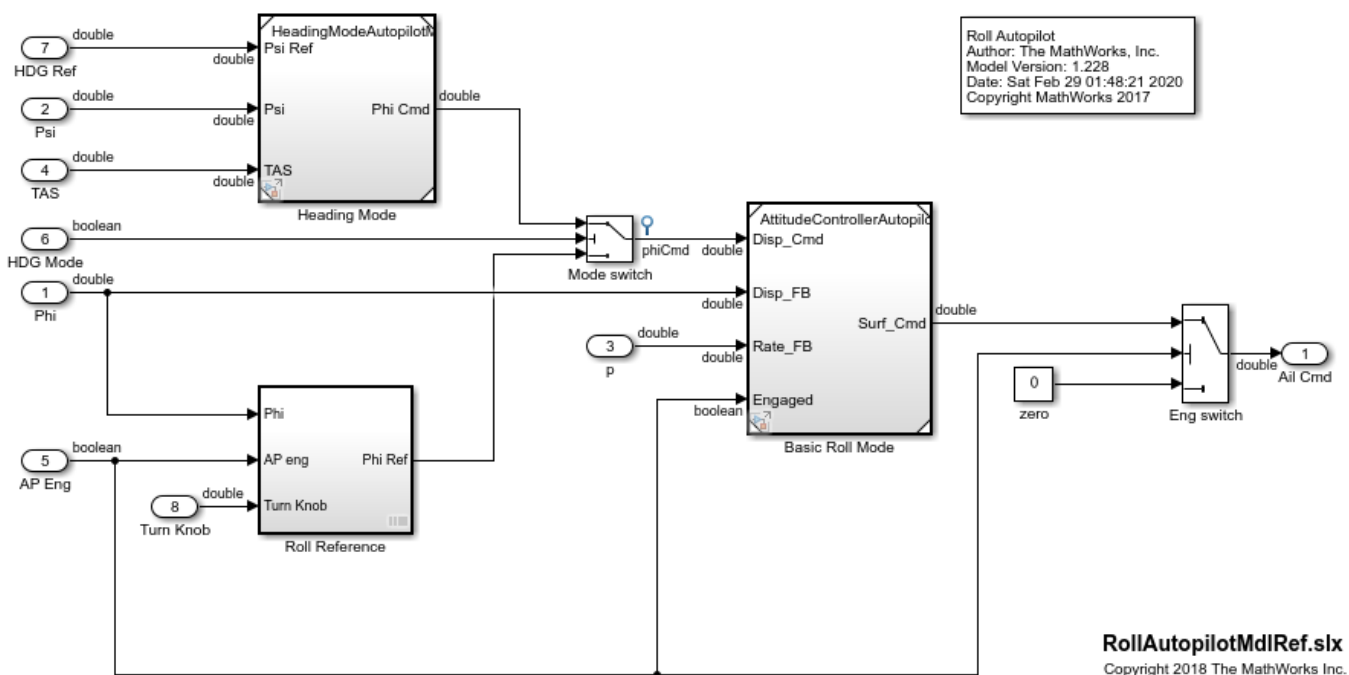 HeadingModeAutopilotM
double
7
HDG Ref
double
Psi Ref
double
2
Psi
double
Psi
Phi Cmd
double
double
4
TAS
double
TAS
Heading Mode
boolean
6
HDG Mode
Mode switch
phiCmd
double
1
Phi
double
3
p
double
AttitudeControllerAutopilo
Disp_Cmd
double
Disp_FB
double
Rate_FB
boolean
Engaged
Surf_Cmd
double
Basic Roll Mode
boolean
5
AP Eng
double
8
Turn Knob
Phi
AP eng
Phi Ref
Turn Knob
Roll Reference
0
zero
Eng switch
double
1
Ail Cmd
Roll Autopilot
Author: The MathWorks, Inc.
Model Version: 1.228
Date: Sat Feb 29 01:48:21 2020
Copyright MathWorks 2017
RollAutopilotMdlRef.slx
Copyright 2018 The MathWorks Inc.